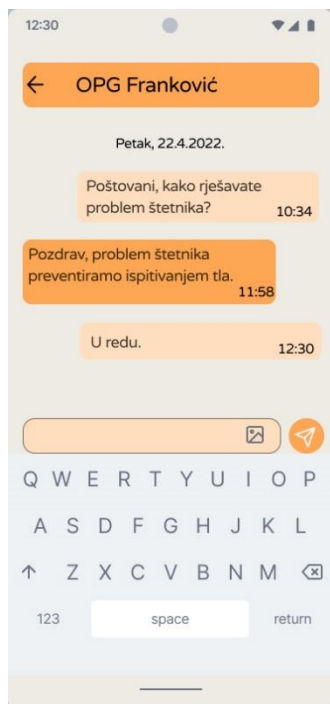 12:30
OPG Franković
Petak, 22.4.2022.
Poštovani, kako rješavate
problem štetnika?
10:34
Pozdrav, problem štetnika
preventiramo ispitivanjem tla.
11:58
U redu.
12:30
Q W E R T Y U I O P
A S D F G H J K L
Z X C V B N M
123 space return